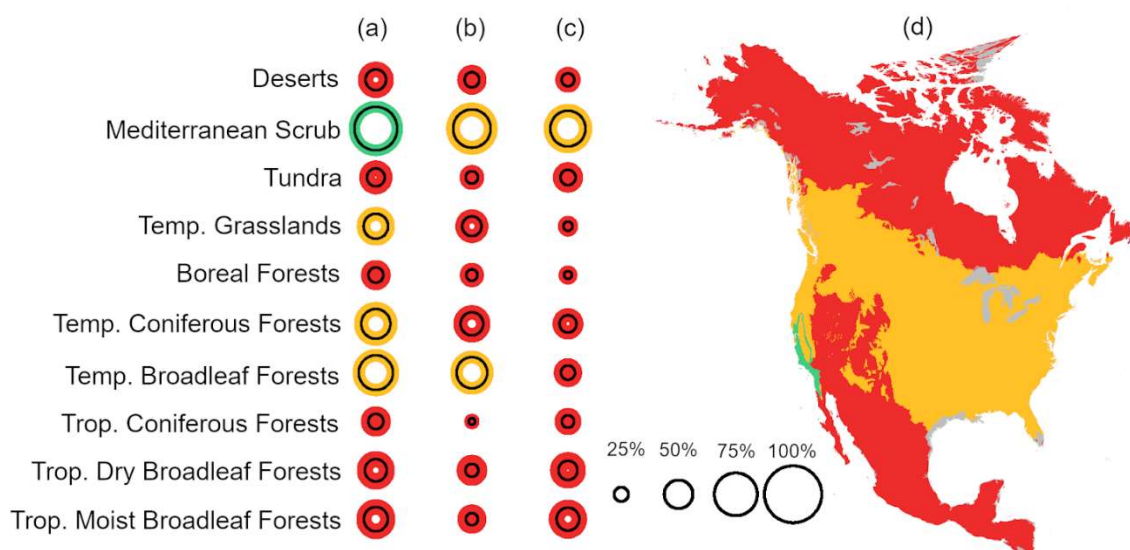 (a) (b) (c) (d)
Deserts
Mediterranean Scrub
Tundra
Temp. Grasslands
Boreal Forests
Temp. Coniferous Forests
Temp. Broadleaf Forests
Trop. Coniferous Forests
Trop. Dry Broadleaf Forests
Trop. Moist Broadleaf Forests
25% 50% 75% 100%